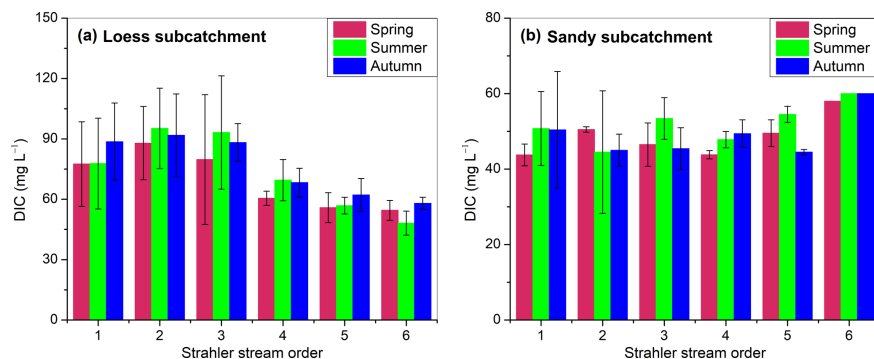 (a) Loess subcatchment
Spring
Summer
Autumn
150
120
90
60
30
0
DIC (mg L⁻¹)
1 2 3 4 5 6
Strahler stream order
(b) Sandy subcatchment
Spring
Summer
Autumn
80
60
40
20
0
DIC (mg L⁻¹)
1 2 3 4 5 6
Strahler stream order